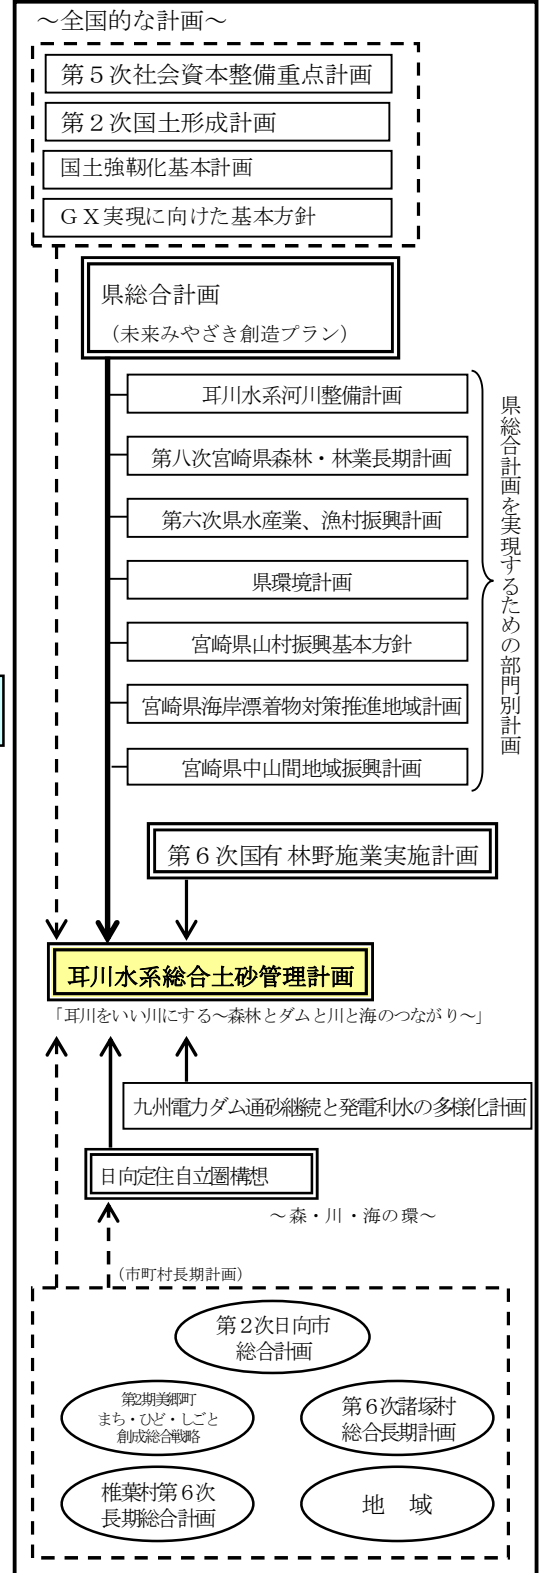 ～全国的な計画～
第５次社会資本整備重点計画
第２次国土形成計画
国土強靱化基本計画
ＧＸ実現に向けた基本方針
県総合計画
（未来みやざき創造プラン）
耳川水系河川整備計画
第八次宮崎県森林・林業長期計画
第六次県水産業、漁村振興計画
県環境計画
宮崎県山村振興基本方針
宮崎県海岸漂着物対策推進地域計画
宮崎県中山間地域振興計画
県総合計画を実現するための部門別計画
第６次国有林野施業実施計画
耳川水系総合土砂管理計画
「耳川をいい川にする～森林とダムと川と海のつながり～」
九州電力ダム通砂継続と発電利水の多様化計画
日向定住自立圏構想
～森・川・海の環～
（市町村長期計画）
第２次日向市
総合計画
第2期美郷町
まち・ひど・しごと
創成総合戦略
第６次諸塚村
総合長期計画
椎葉村第６次
長期総合計画
地　域